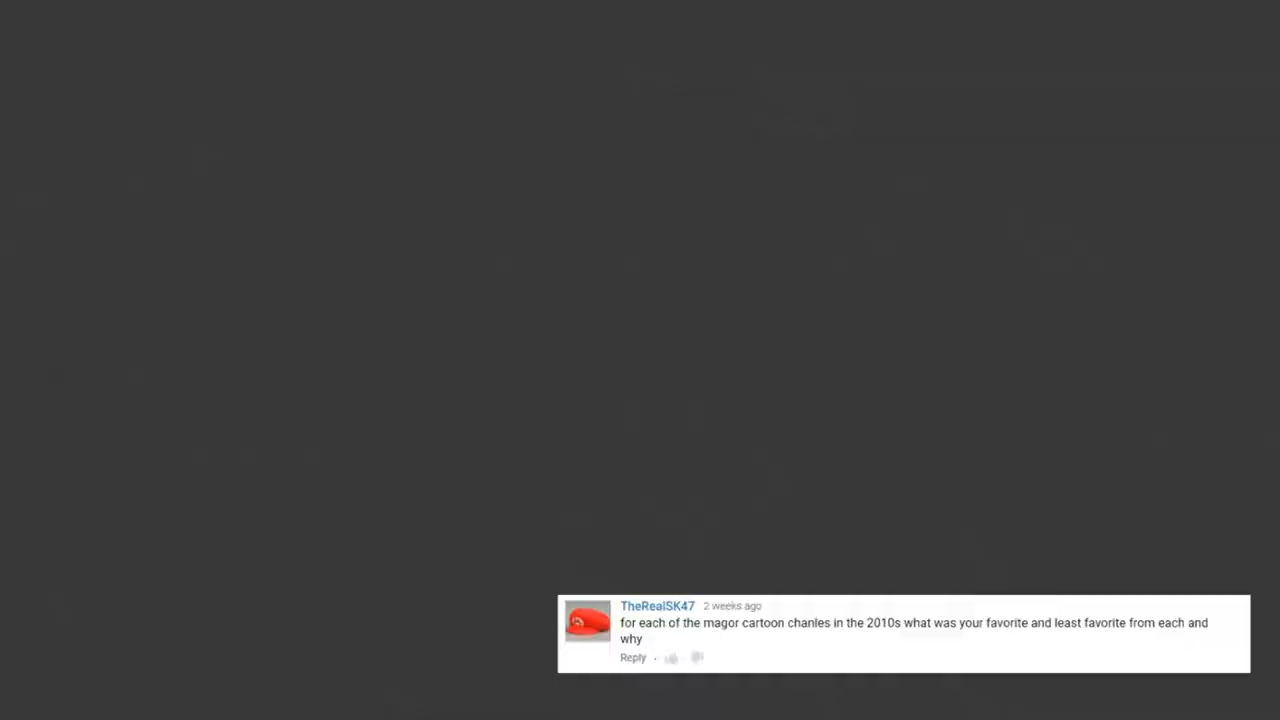 TheRealSK47 2 weeks ago
for each of the magor cartoon chanles in the 2010s what was your favorite and least favorite from each and
why
Reply